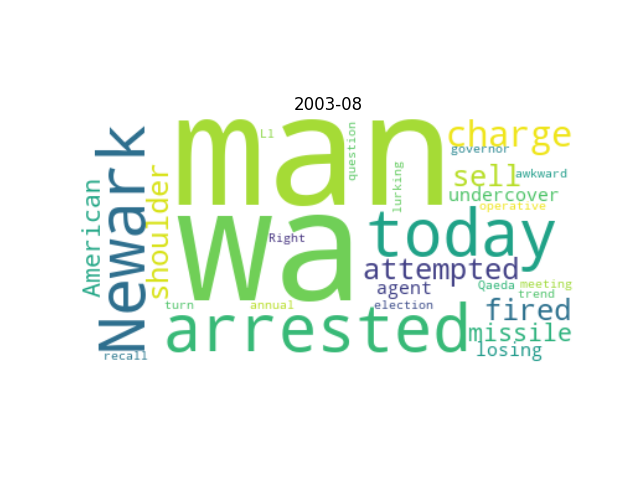 2003-08
man
wa
Newark
arrested
today
charge
shoulder
American
attempted
sell
fired
missile
undercover
agent
losing
governor
awkward
operative
question
L1
lurking
Right
Qaeda
meeting
trend
election
annual
turn
recall